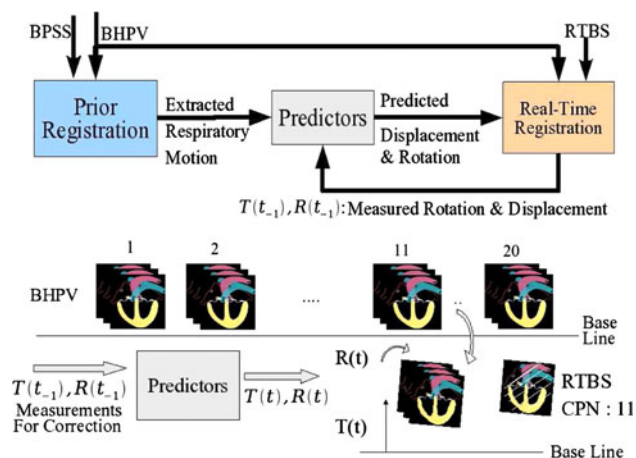 BPSS
BHPV
RTBS
Prior
Registration
Extracted
Respiratory
Motion
Predictors
Predicted
Displacement
& Rotation
Real-Time
Registration
T(t₋₁),R(t₋₁):Measured Rotation & Displacement
1
2
11
20
BHPV
....
..
Base
Line
T(t₋₁),R(t₋₁)
Measurements
For Correction
Predictors
T(t),R(t)
R(t)
T(t)
RTBS
CPN : 11
Base Line